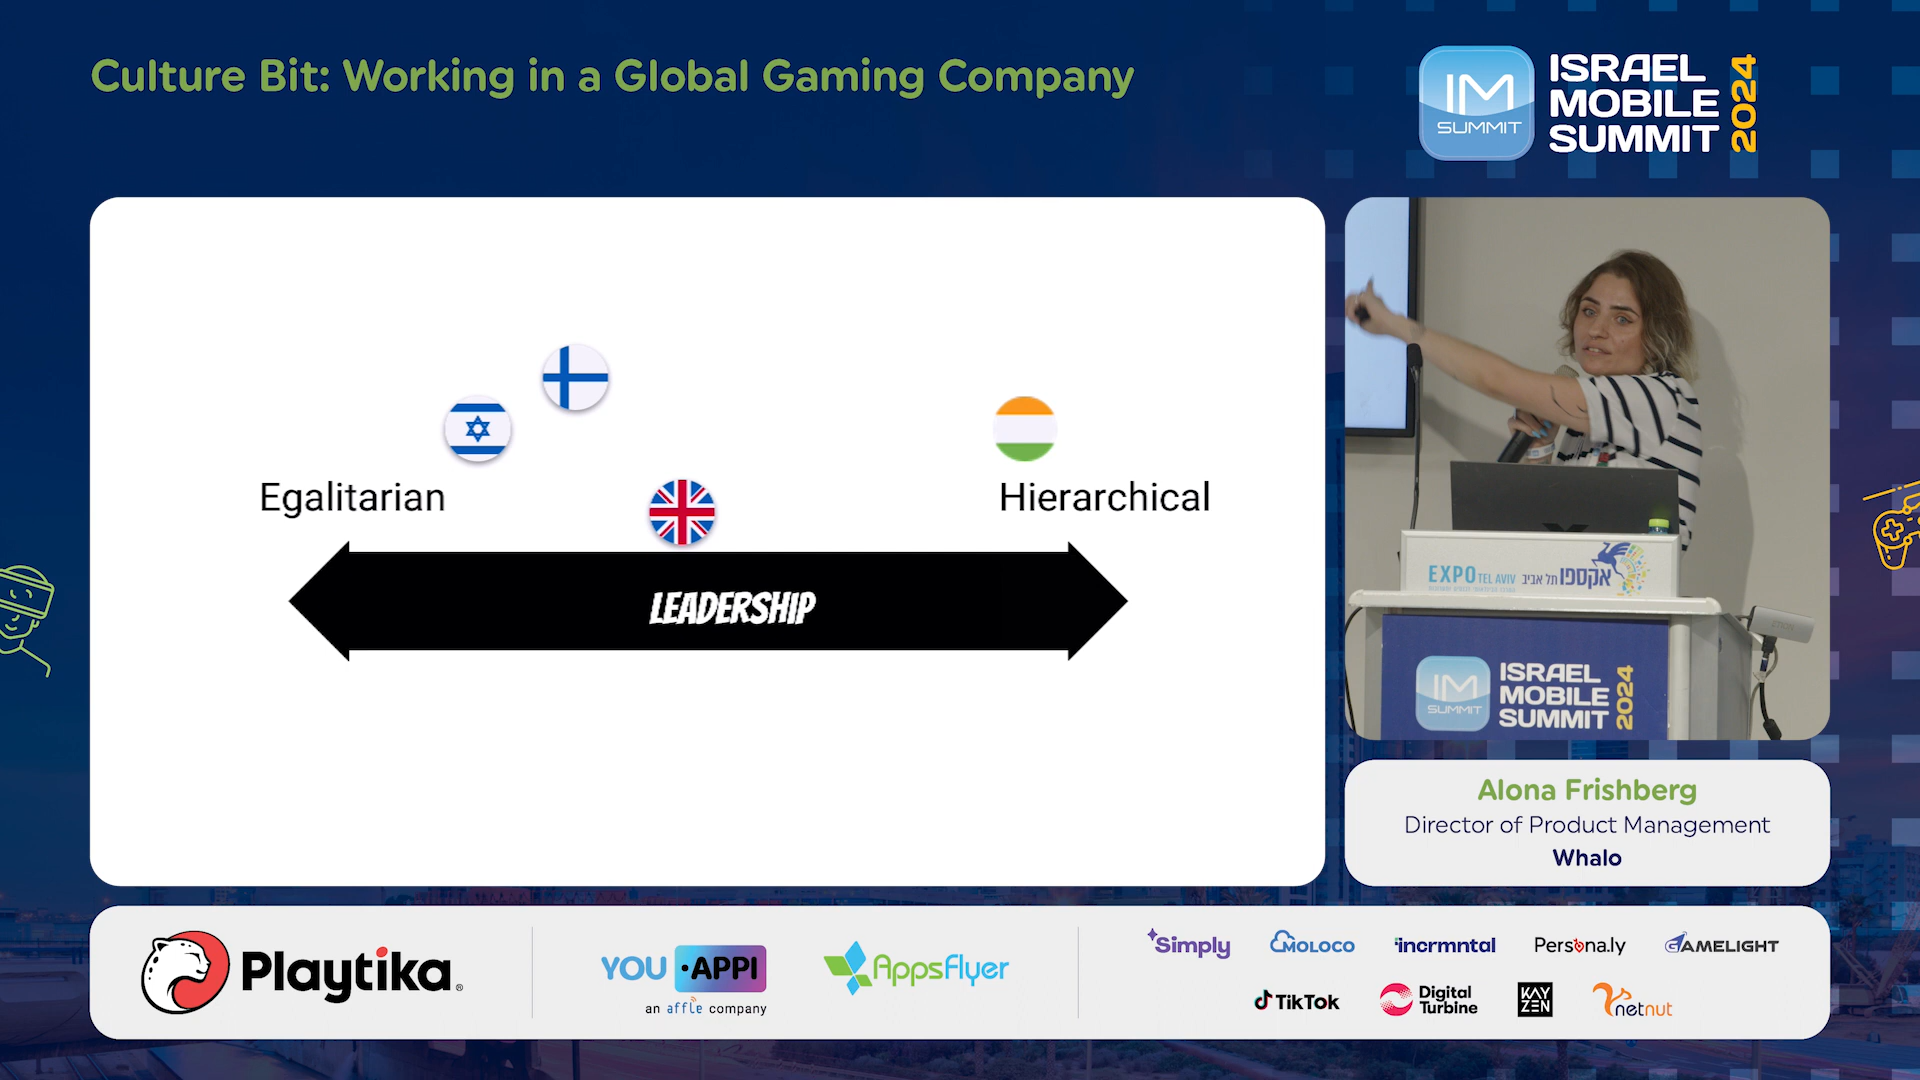 Culture Bit: Working in a Global Gaming Company
IM
SUMMIT
ISRAEL
MOBILE
SUMMIT
2024
Egalitarian
Hierarchical
LEADERSHIP
EXPO TEL AVIV אקספו תל אביב
IM
SUMMIT
ISRAEL
MOBILE
SUMMIT
2024
Alona Frishberg
Director of Product Management
Whalo
Playtika
YOU·APPI
an affle company
AppsFlyer
Simply
MOLOCO
incrmntal
Persona.ly
GAMELIGHT
TikTok
Digital
Turbine
KAY
ZEN
netnut